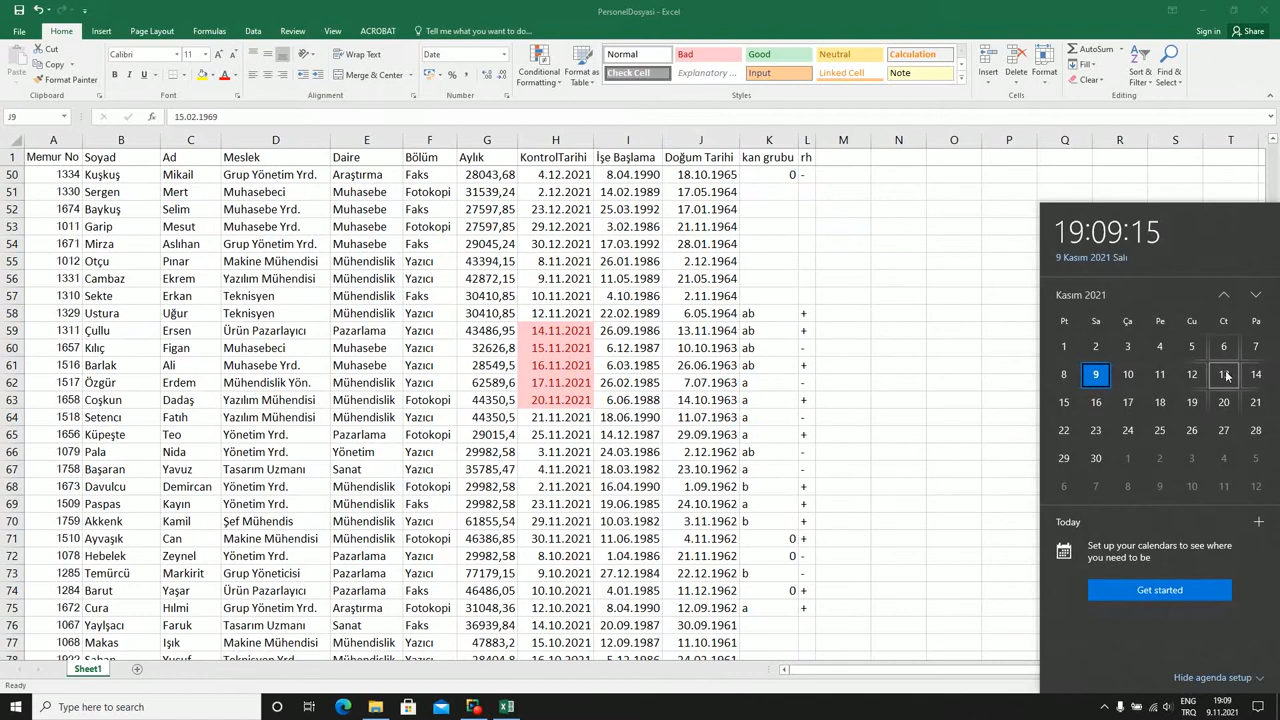 PersonelDosyasi - Excel
File Home Insert Page Layout Formulas Data Review View ACROBAT Tell me what you want to do... Sign in Share
Paste
Cut
Copy
Format Painter
Calibri 11
Wrap Text
Merge & Center
Date
Conditional Formatting
Format as Table
Normal Bad Good Neutral Calculation
Check Cell Explanatory ... Input Linked Cell Note
Insert Delete Format
AutoSum
Fill
Clear
Sort & Filter
Find & Select
Clipboard Font Alignment Number Styles Cells Editing
J9 15.02.1969
A B C D E F G H I J K L M N O P Q R S T
1 Memur No Soyad Ad Meslek Daire Bölüm Aylık KontrolTarihi İşe Başlama Doğum Tarihi kan grubu rh
50 1334 Kuşkuş Mikail Grup Yönetim Yrd. Araştırma Faks 28043,68 4.12.2021 8.04.1990 18.10.1965 0 -
51 1330 Sergen Mert Muhasebeci Muhasebe Fotokopi 31539,24 2.12.2021 14.02.1989 17.05.1964
52 1674 Baykuş Selim Muhasebe Yrd. Muhasebe Faks 27597,85 23.12.2021 25.03.1992 17.01.1964
53 1011 Garip Mesut Muhasebe Yrd. Muhasebe Fotokopi 27597,85 29.12.2021 3.02.1986 21.11.1964
54 1671 Mirza Aslıhan Grup Yönetim Yrd. Muhasebe Faks 29045,24 30.12.2021 17.03.1992 28.01.1964
55 1012 Otçu Pınar Makine Mühendisi Mühendislik Yazıcı 43394,15 8.11.2021 26.01.1986 2.12.1964
56 1331 Cambaz Ekrem Yazılım Mühendisi Mühendislik Yazıcı 42872,15 9.11.2021 11.05.1989 21.05.1964
57 1310 Sekte Erkan Teknisyen Mühendislik Yazıcı 30410,85 10.11.2021 4.10.1986 2.11.1964
58 1329 Ustura Uğur Teknisyen Mühendislik Yazıcı 30410,85 12.11.2021 22.02.1989 6.05.1964 ab +
59 1311 Çullu Ersen Ürün Pazarlayıcı Pazarlama Yazıcı 43486,95 14.11.2021 26.09.1986 13.11.1964 ab +
60 1657 Kılıç Figan Muhasebeci Muhasebe Yazıcı 32626,8 15.11.2021 6.12.1987 10.10.1963 ab -
61 1516 Barlak Ali Muhasebe Yrd. Muhasebe Yazıcı 28549,5 16.11.2021 6.03.1985 26.06.1963 ab +
62 1517 Özgür Erdem Mühendislik Yön. Mühendislik Yazıcı 62589,6 17.11.2021 26.02.1985 7.07.1963 a -
63 1658 Coşkun Dadaş Yazılım Mühendisi Mühendislik Yazıcı 44350,5 20.11.2021 6.06.1988 14.10.1963 a +
64 1518 Setenci Fatıh Yazılım Mühendisi Mühendislik Yazıcı 44350,5 21.11.2021 18.06.1990 11.07.1963 a -
65 1656 Küpeşte Teo Yönetim Yrd. Pazarlama Fotokopi 29015,4 25.11.2021 14.12.1987 29.09.1963 a -
66 1079 Pala Nida Yönetim Yrd. Yönetim Yazıcı 29982,58 3.11.2021 24.03.1986 2.12.1962 ab -
67 1758 Başaran Yavuz Tasarım Uzmanı Sanat Yazıcı 35785,47 4.11.2021 18.03.1982 23.10.1962 a -
68 1673 Davulcu Demircan Yönetim Yrd. Mühendislik Fotokopi 29982,58 2.11.2021 16.04.1990 1.09.1962 b +
69 1509 Paspas Kayın Yönetim Yrd. Mühendislik Faks 29982,58 23.11.2021 19.06.1985 24.10.1962 a +
70 1759 Akkenk Kamil Şef Mühendis Mühendislik Yazıcı 61855,54 29.11.2021 10.03.1982 3.11.1962 b +
71 1510 Ayvaşık Can Makine Mühendisi Mühendislik Fotokopi 46386,85 30.11.2021 11.06.1985 4.11.1962 0 +
72 1078 Hebelek Zeynel Yönetim Yrd. Pazarlama Yazıcı 29982,58 8.10.2021 1.04.1986 21.11.1962 0 -
73 1285 Temürcü Markirit Grup Yöneticisi Pazarlama Yazıcı 77179,15 9.10.2021 27.12.1984 22.12.1962 b -
74 1284 Barut Yaşar Ürün Pazarlayıcı Pazarlama Faks 46486,05 10.10.2021 4.01.1985 11.12.1962 0 +
75 1672 Cura Hılmi Grup Yönetim Yrd. Araştırma Fotokopi 31048,36 12.10.2021 8.04.1990 12.09.1962 a +
76 1067 Yaylşacı Faruk Tasarım Uzmanı Sanat Faks 36939,84 14.10.2021 20.09.1987 30.09.1961
77 1068 Makas Işık Makine Mühendisi Mühendislik Fotokopi 47883,2 15.10.2021 12.09.1987 11.10.1961
Sheet1
Ready
19:09:15
9 Kasım 2021 Salı
Kasım 2021
Pt Sa Ça Pe Cu Ct Pa
1 2 3 4 5 6 7
8 9 10 11 12 13 14
15 16 17 18 19 20 21
22 23 24 25 26 27 28
29 30 1 2 3 4 5
6 7 8 9 10 11 12
Today
Set up your calendars to see where
you need to be
Get started
Hide agenda setup
Type here to search
ENG 19:09
TRQ 9.11.2021